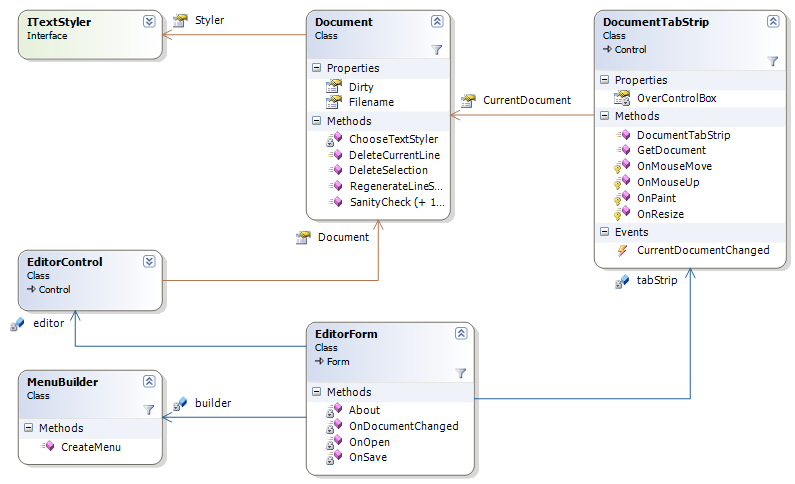 ITextStyler
Interface
Styler
Document
Class
Properties
Dirty
Filename
Methods
ChooseTextStyler
DeleteCurrentLine
DeleteSelection
RegenerateLineS...
SanityCheck (+ 1...
CurrentDocument
DocumentTabStrip
Class
Control
Properties
OverControlBox
Methods
DocumentTabStrip
GetDocument
OnMouseMove
OnMouseUp
OnPaint
OnResize
Events
CurrentDocumentChanged
Document
EditorControl
Class
Control
editor
tabStrip
EditorForm
Class
Form
Methods
About
OnDocumentChanged
OnOpen
OnSave
MenuBuilder
Class
Methods
CreateMenu
builder